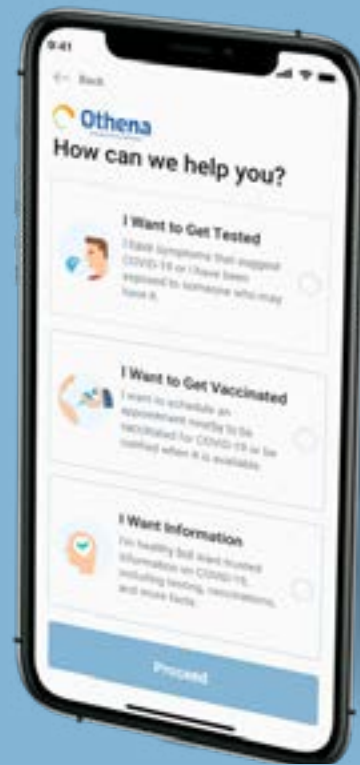 9:41
Back
Othena
How can we help you?
I Want to Get Tested
I have symptoms that suggest
COVID-19 or I have been
exposed to someone who may
have it.
I Want to Get Vaccinated
I want to schedule an
appointment nearby to be
vaccinated for COVID-19 or be
notified when it is available.
I Want Information
I'm healthy but want trusted
information on COVID-19,
including testing, vaccinations,
and more facts.
Proceed